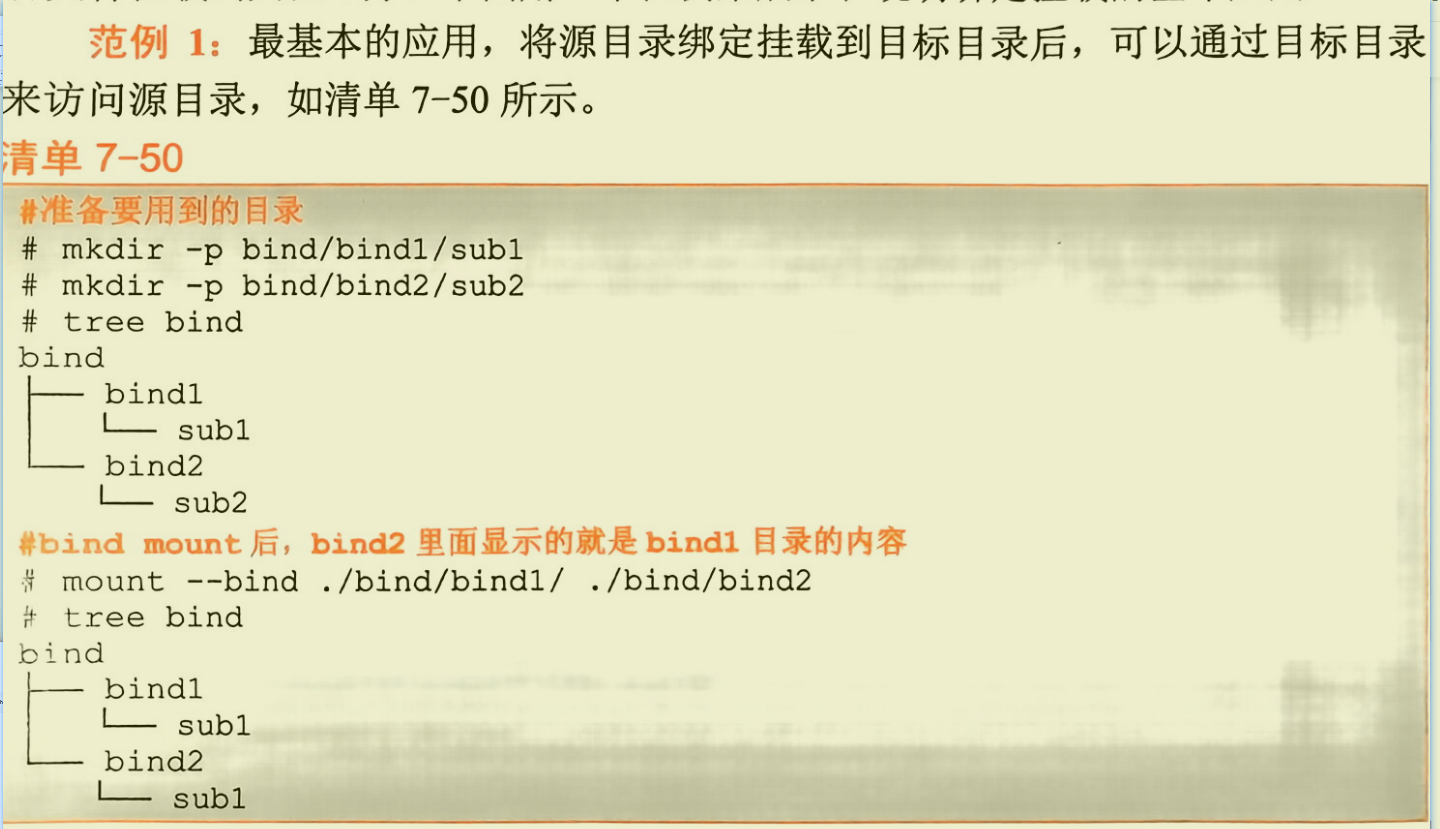 范例 1：最基本的应用，将源目录绑定挂载到目标目录后，可以通过目标目录
来访问源目录，如清单 7-50 所示。
清单 7-50
#准备要用到的目录
# mkdir -p bind/bind1/sub1
# mkdir -p bind/bind2/sub2
# tree bind
bind
├── bind1
│   └── sub1
└── bind2
    └── sub2
#bind mount 后，bind2 里面显示的就是 bind1 目录的内容
# mount --bind ./bind/bind1/ ./bind/bind2
# tree bind
bind
├── bind1
│   └── sub1
└── bind2
    └── sub1